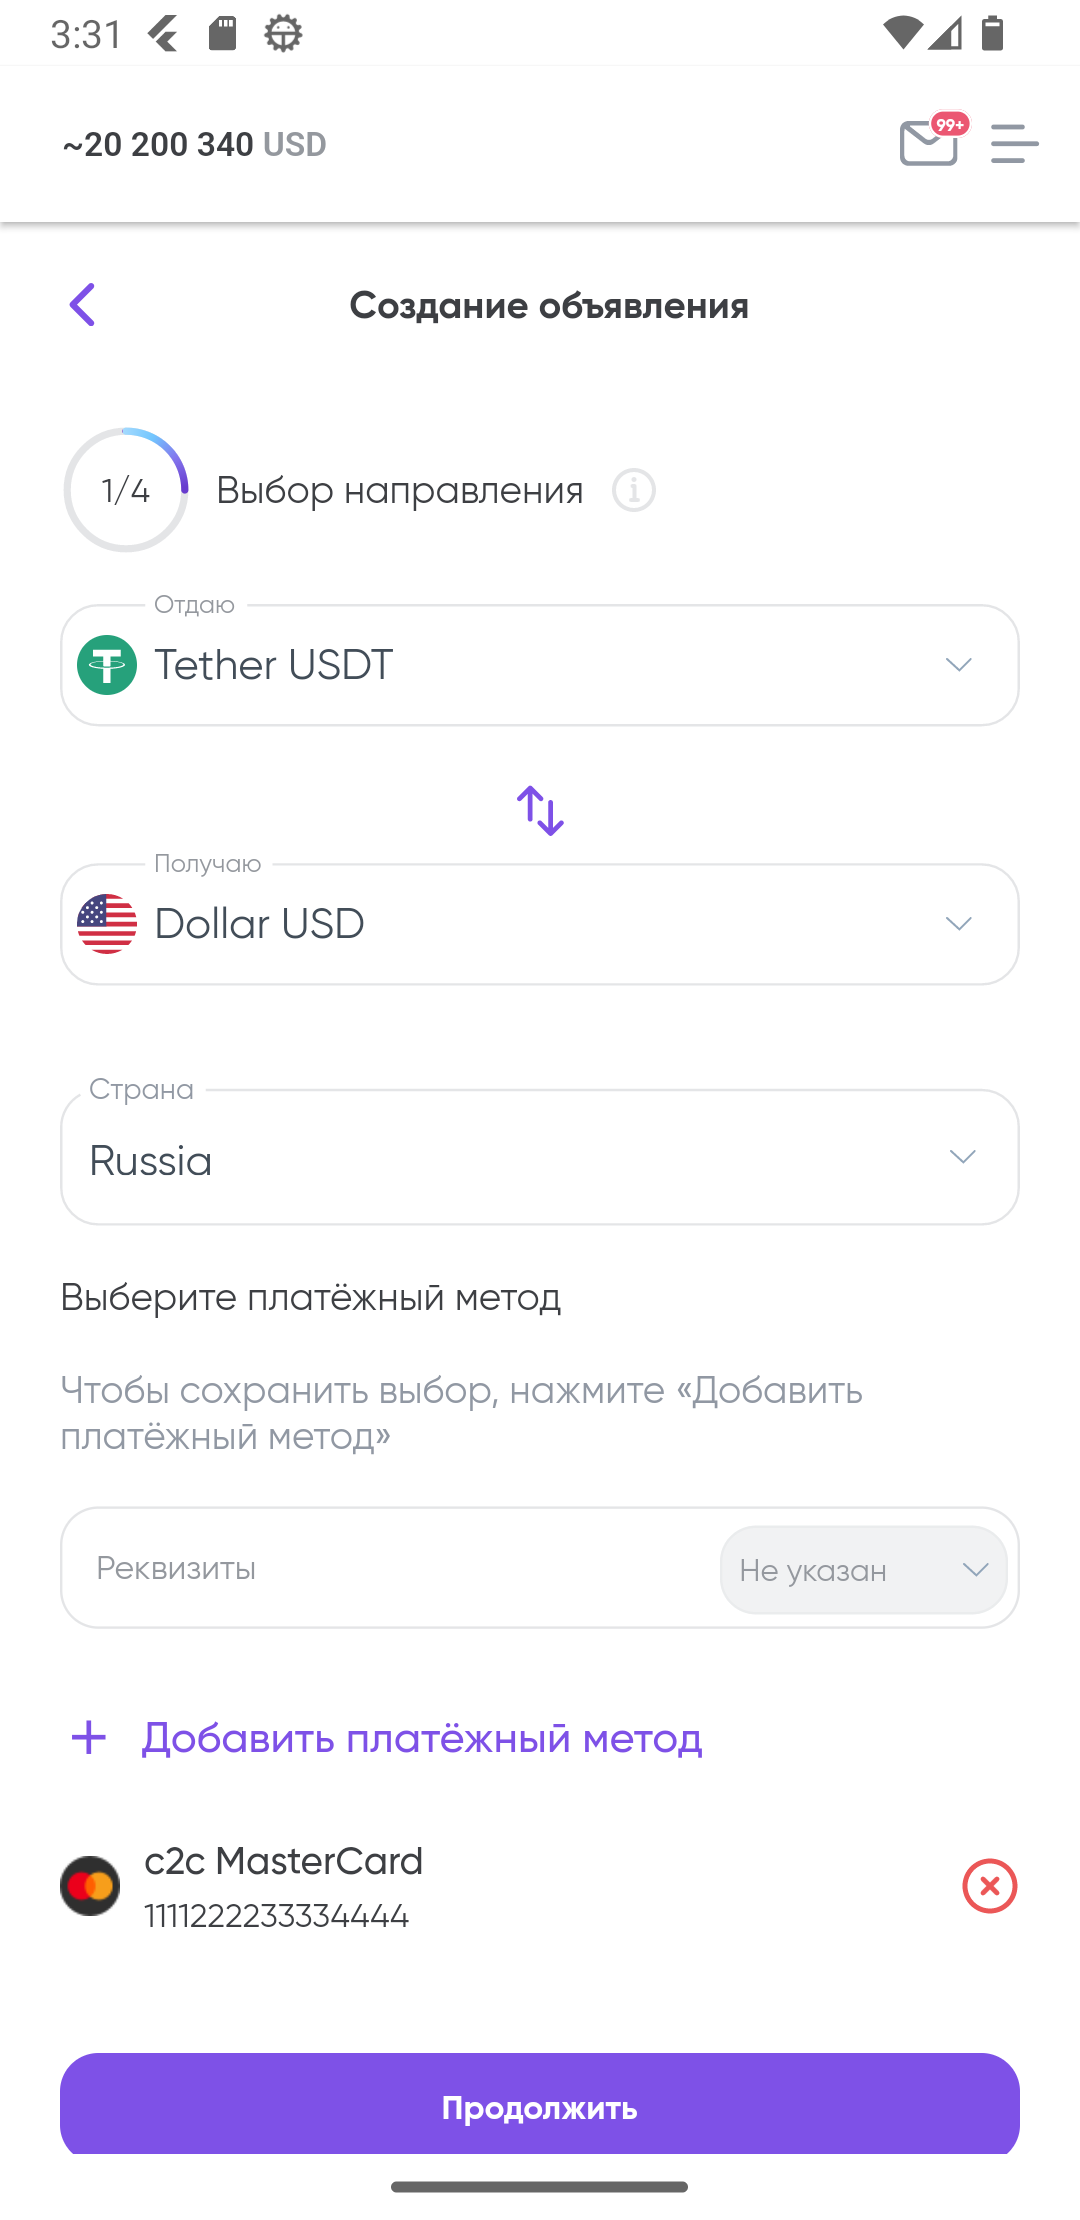 3:31
~20 200 340 USD
99+
Создание объявления
1/4
Выбор направления
Отдаю
Tether USDT
Получаю
Dollar USD
Страна
Russia
Выберите платёжный метод
Чтобы сохранить выбор, нажмите «Добавить
платёжный метод»
Реквизиты
Не указан
Добавить платёжный метод
c2c MasterCard
1111222233334444
Продолжить